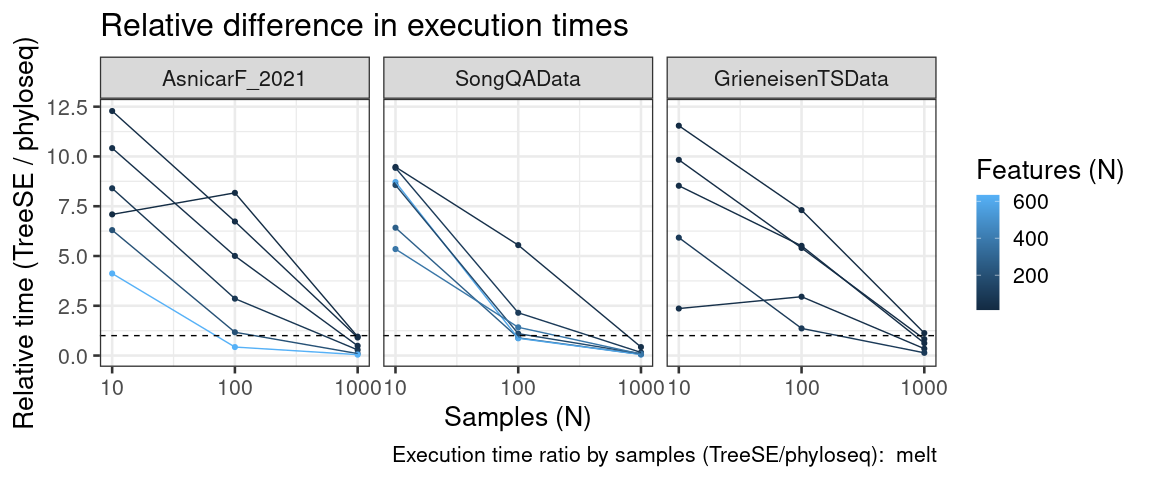 Relative difference in execution times
AsnicarF_2021 SongQAData GrieneisenTSData
Relative time (TreeSE / phyloseq)
12.5
10.0
7.5
5.0
2.5
0.0
10 100 1000 10 100 1000 10 100 1000
Samples (N)
Features (N)
600
400
200
Execution time ratio by samples (TreeSE/phyloseq): melt